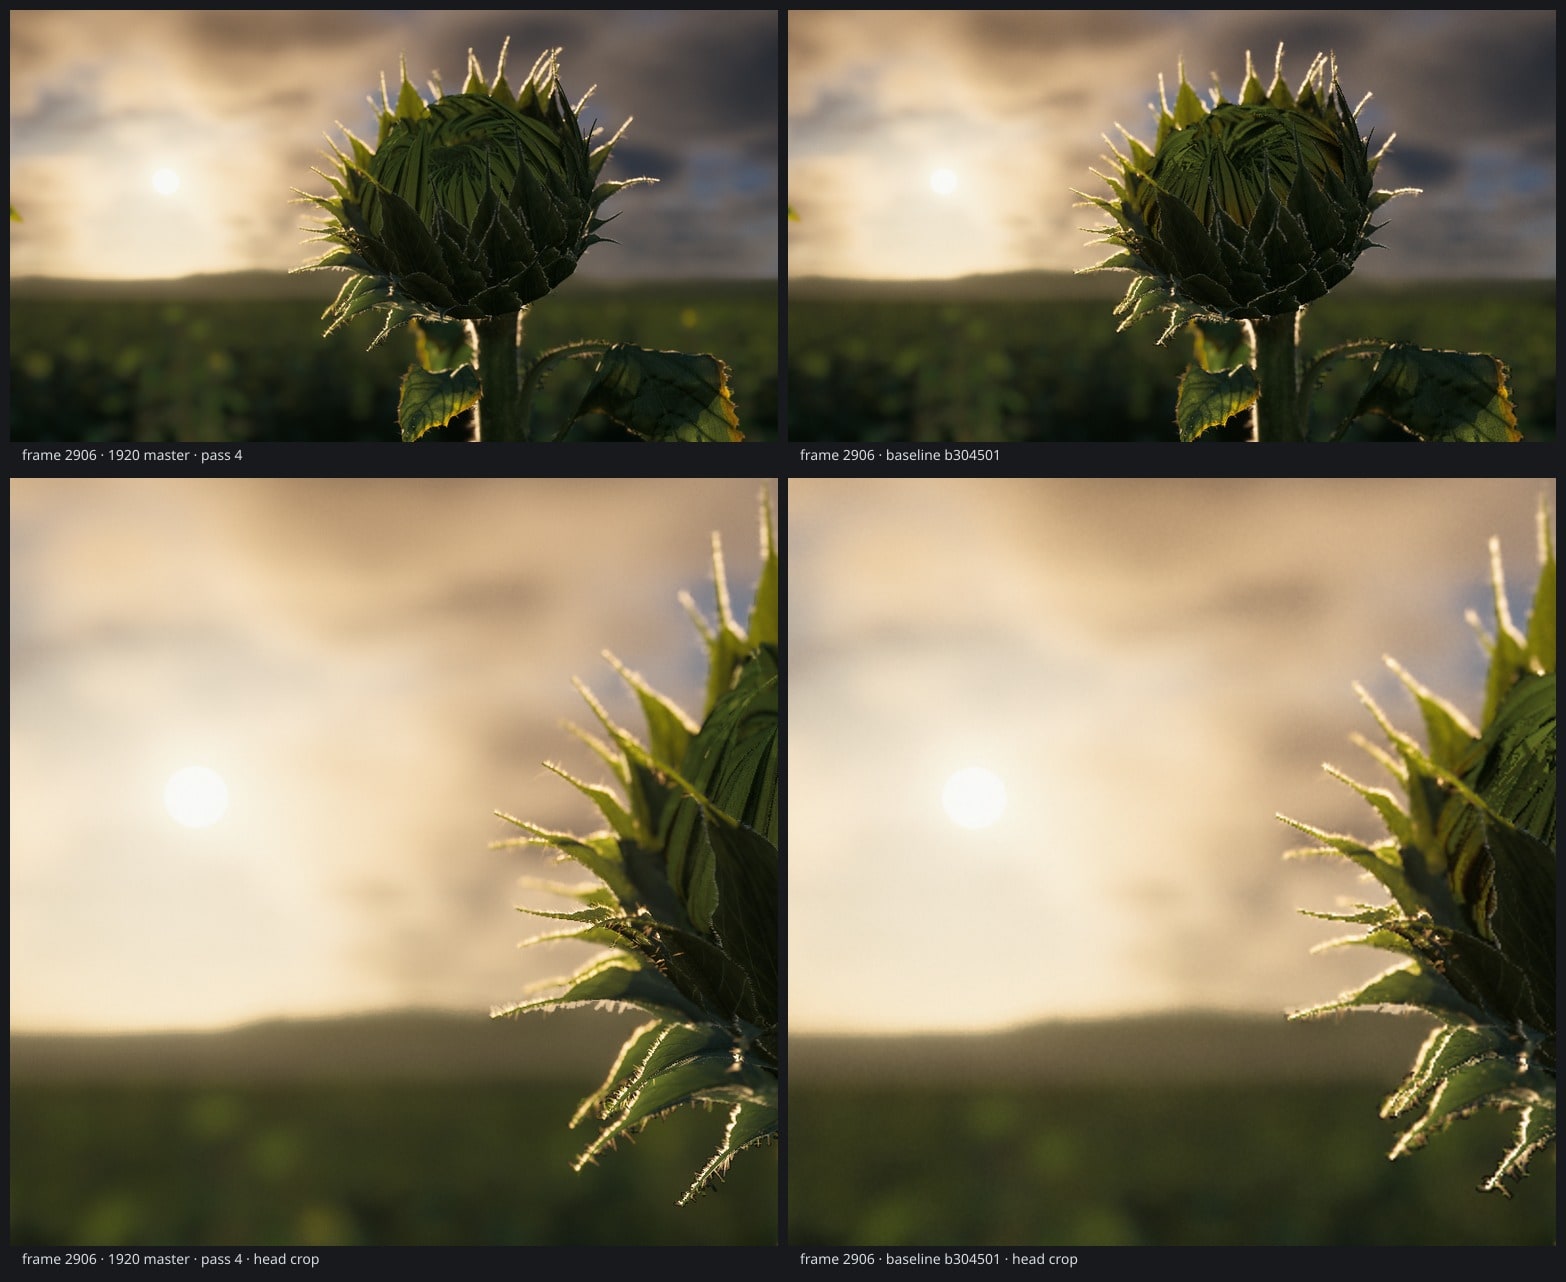 frame 2906 · 1920 master · pass 4
frame 2906 · baseline b304501
frame 2906 · 1920 master · pass 4 · head crop
frame 2906 · baseline b304501 · head crop